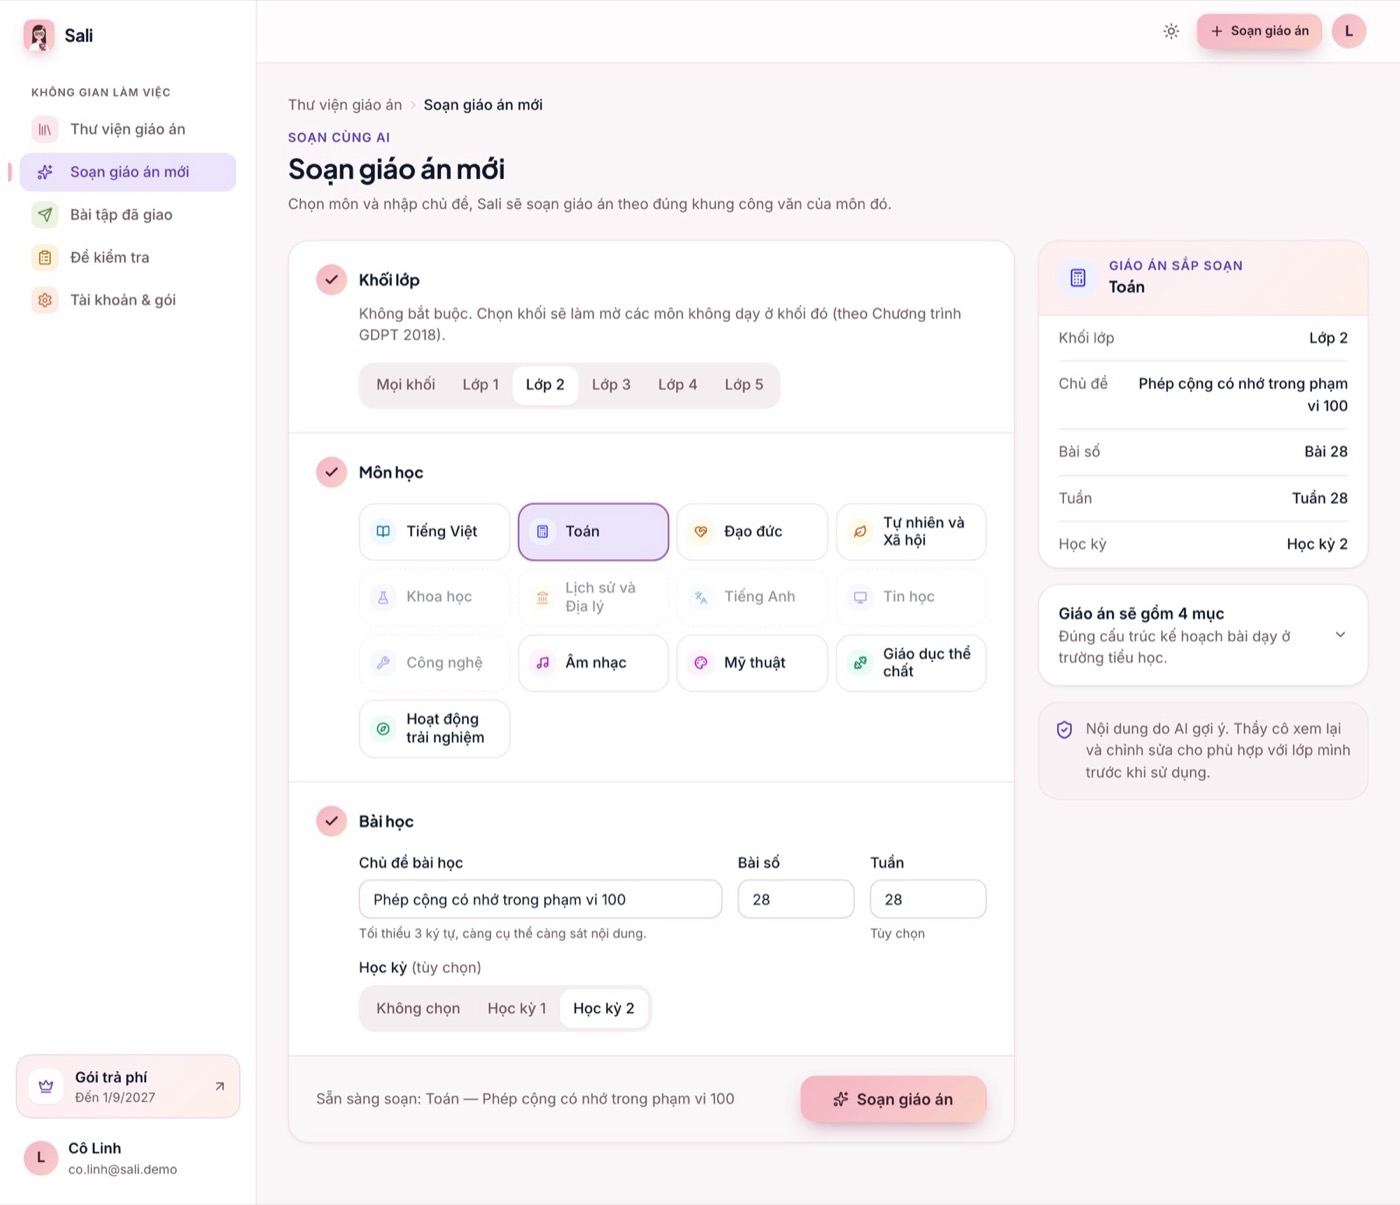 Sali
KHÔNG GIAN LÀM VIỆC
Thư viện giáo án
Soạn giáo án mới
Bài tập đã giao
Đề kiểm tra
Tài khoản & gói
Gói trả phí
Đến 1/9/2027
L
Cô Linh
co.linh@sali.demo
Soạn giáo án
L
Thư viện giáo án
Soạn giáo án mới
SOẠN CÙNG AI
Soạn giáo án mới
Chọn môn và nhập chủ đề, Sali sẽ soạn giáo án theo đúng khung công văn của môn đó.
Khối lớp
Không bắt buộc. Chọn khối sẽ làm mờ các môn không dạy ở khối đó (theo Chương trình
GDPT 2018).
Mọi khối Lớp 1 Lớp 2 Lớp 3 Lớp 4 Lớp 5
Môn học
Tiếng Việt
Toán
Đạo đức
Tự nhiên và
Xã hội
Khoa học
Lịch sử và
Địa lý
Tiếng Anh
Tin học
Công nghệ
Âm nhạc
Mỹ thuật
Giáo dục thể
chất
Hoạt động
trải nghiệm
Bài học
Chủ đề bài học
Phép cộng có nhớ trong phạm vi 100
Tối thiểu 3 ký tự, càng cụ thể càng sát nội dung.
Bài số
28
Tuần
28
Tùy chọn
Học kỳ (tùy chọn)
Không chọn Học kỳ 1 Học kỳ 2
Sẵn sàng soạn: Toán — Phép cộng có nhớ trong phạm vi 100
Soạn giáo án
GIÁO ÁN SẮP SOẠN
Toán
Khối lớp Lớp 2
Chủ đề Phép cộng có nhớ trong phạm
vi 100
Bài số Bài 28
Tuần Tuần 28
Học kỳ Học kỳ 2
Giáo án sẽ gồm 4 mục
Đúng cấu trúc kế hoạch bài dạy ở
trường tiểu học.
Nội dung do AI gợi ý. Thầy cô xem lại
và chỉnh sửa cho phù hợp với lớp mình
trước khi sử dụng.